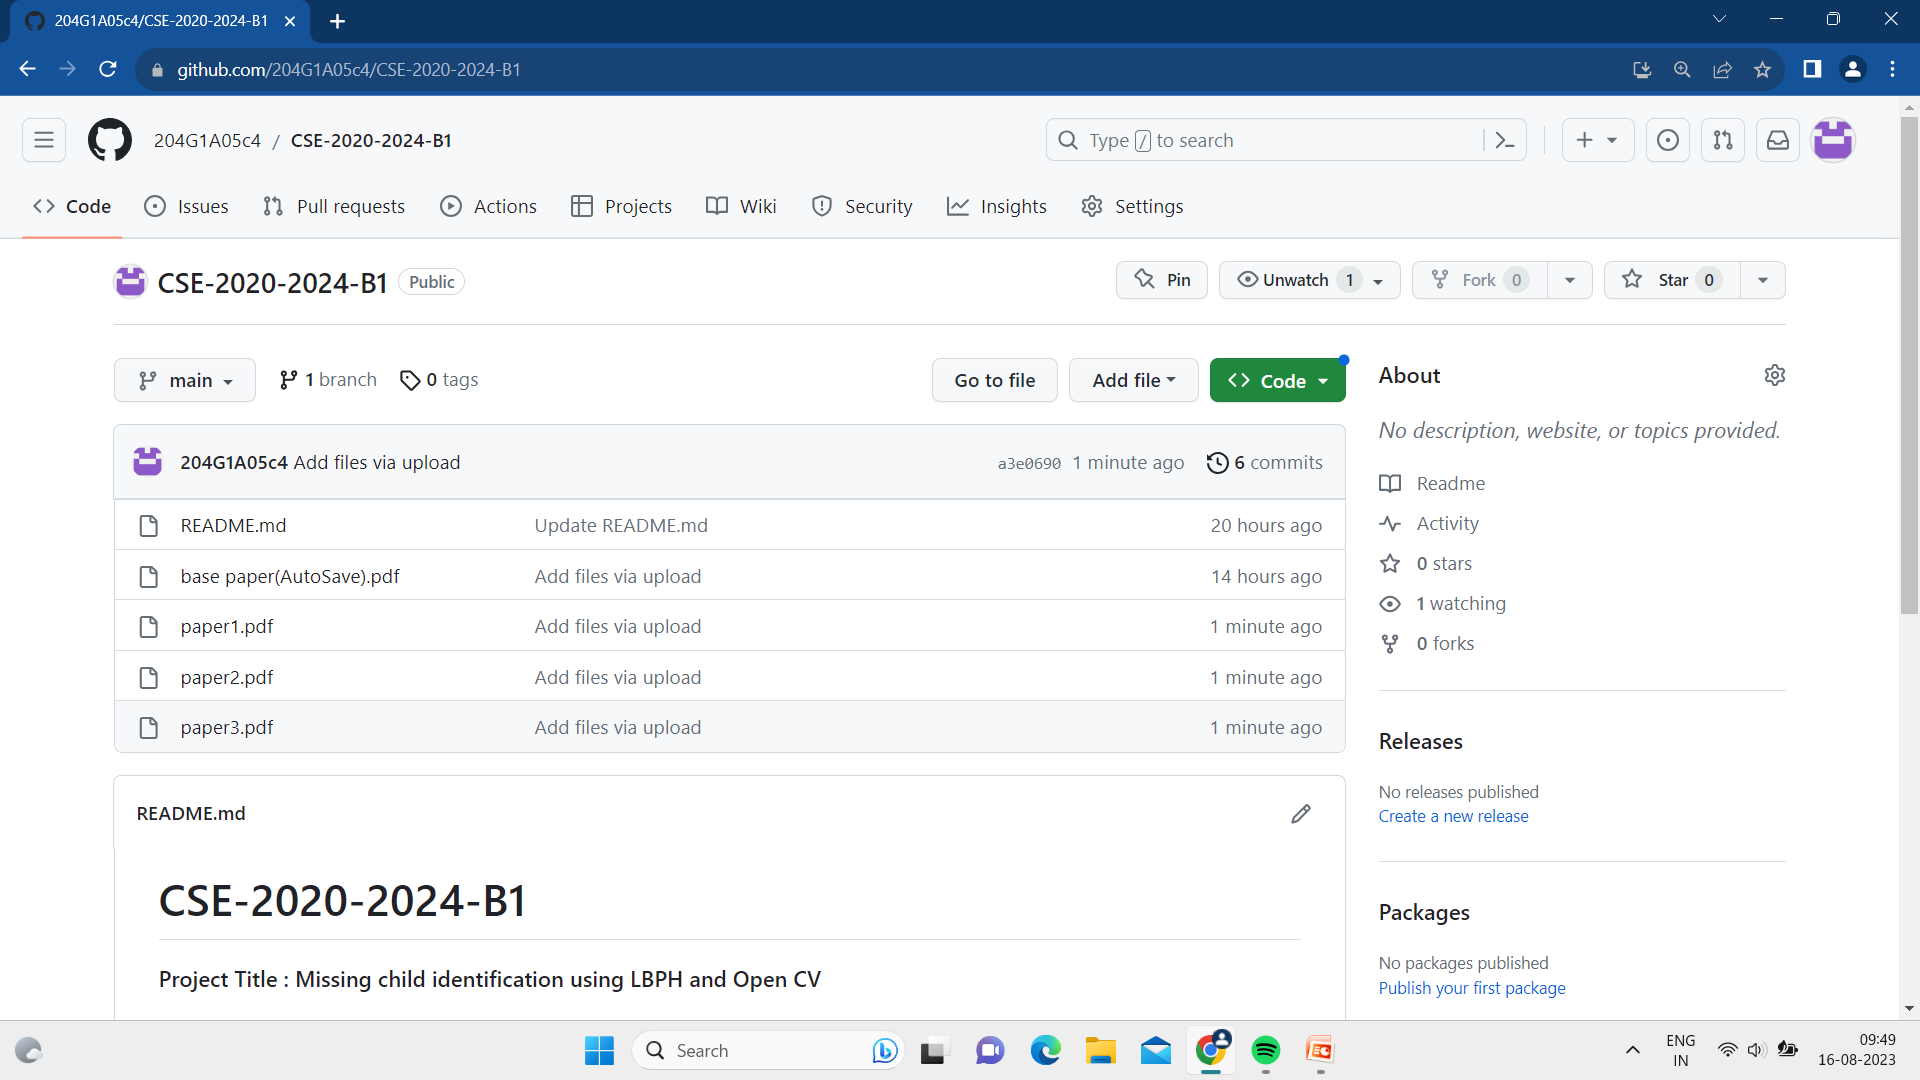 204G1A05c4/CSE-2020-2024-B1
github.com/204G1A05c4/CSE-2020-2024-B1
204G1A05c4 / CSE-2020-2024-B1
Type / to search
Code Issues Pull requests Actions Projects Wiki Security Insights Settings
CSE-2020-2024-B1 Public
Pin Unwatch 1 Fork 0 Star 0
main 1 branch 0 tags Go to file Add file Code
204G1A05c4 Add files via upload a3e0690 1 minute ago 6 commits
README.md Update README.md 20 hours ago
base paper(AutoSave).pdf Add files via upload 14 hours ago
paper1.pdf Add files via upload 1 minute ago
paper2.pdf Add files via upload 1 minute ago
paper3.pdf Add files via upload 1 minute ago
README.md
CSE-2020-2024-B1
Project Title : Missing child identification using LBPH and Open CV
About
No description, website, or topics provided.
Readme
Activity
0 stars
1 watching
0 forks
Releases
No releases published
Create a new release
Packages
No packages published
Publish your first package
Search
ENG
IN
09:49
16-08-2023